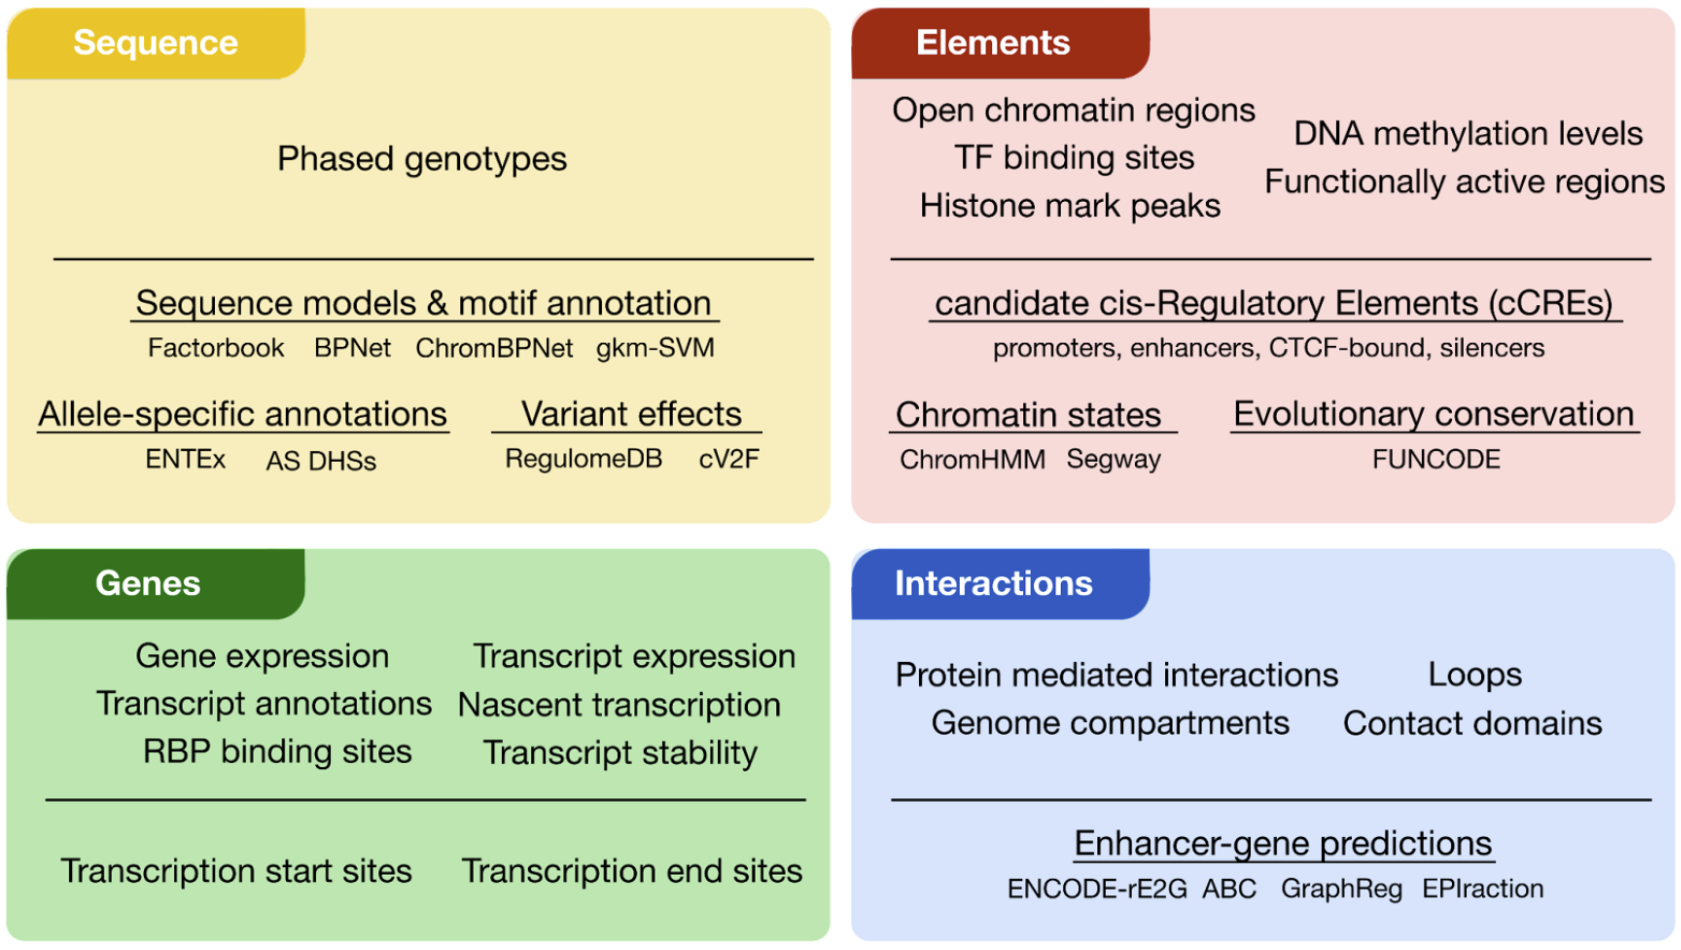 Sequence
Phased genotypes
Sequence models & motif annotation
Factorbook BPNet ChromBPNet gkm-SVM
Allele-specific annotations
ENTEx AS DHSs
Variant effects
RegulomeDB cV2F
Elements
Open chromatin regions
TF binding sites
Histone mark peaks
DNA methylation levels
Functionally active regions
candidate cis-Regulatory Elements (cCREs)
promoters, enhancers, CTCF-bound, silencers
Chromatin states
ChromHMM Segway
Evolutionary conservation
FUNCODE
Genes
Gene expression
Transcript annotations
RBP binding sites
Transcript expression
Nascent transcription
Transcript stability
Transcription start sites
Transcription end sites
Interactions
Protein mediated interactions
Genome compartments
Loops
Contact domains
Enhancer-gene predictions
ENCODE-rE2G ABC GraphReg EPIraction